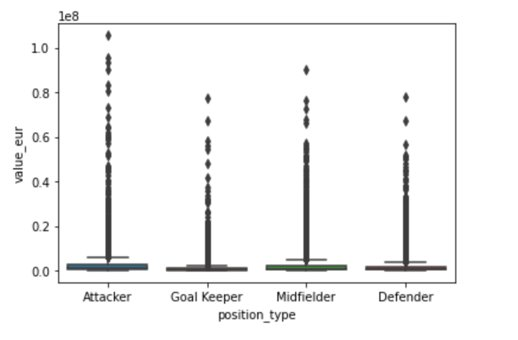 1e8
1.0
0.8
0.6
0.4
0.2
0.0
value_eur
Attacker Goal Keeper Midfielder Defender
position_type